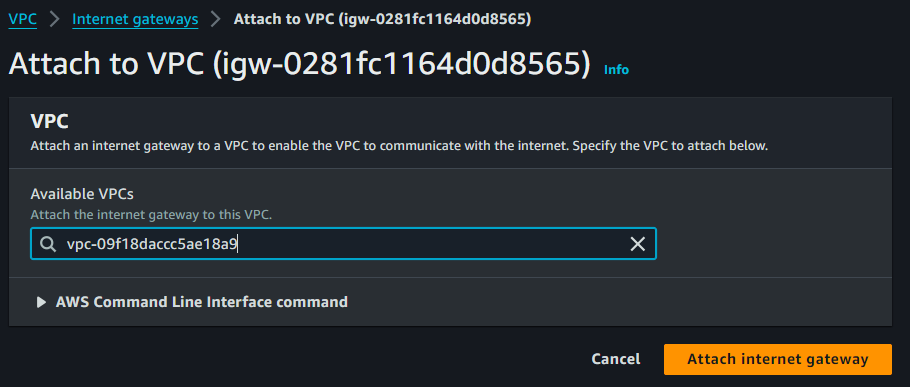 VPC > Internet gateways > Attach to VPC (igw-0281fc1164d0d8565)
Attach to VPC (igw-0281fc1164d0d8565) Info
VPC
Attach an internet gateway to a VPC to enable the VPC to communicate with the internet. Specify the VPC to attach below.
Available VPCs
Attach the internet gateway to this VPC.
vpc-09f18daccc5ae18a9
AWS Command Line Interface command
Cancel Attach internet gateway